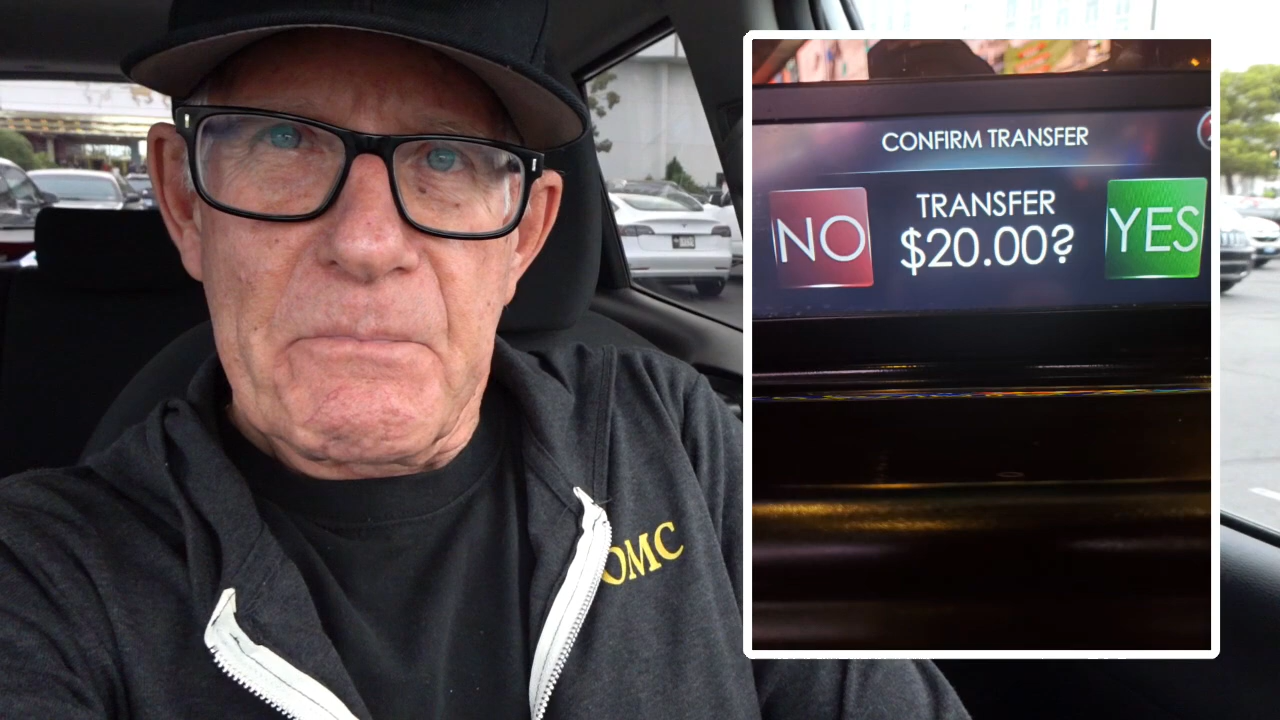 OMC
CONFIRM TRANSFER
NO
TRANSFER
$20.00?
YES